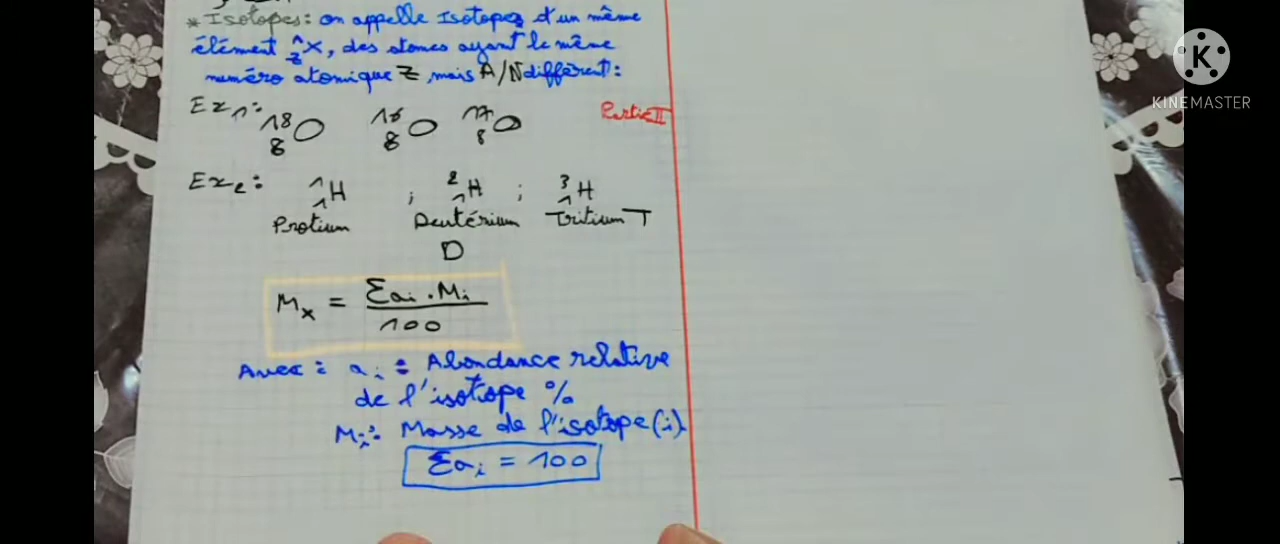 * Isotopes : on appelle Isotopes d'un même
élément ᴬ_Z X, des atomes ayant le même
numéro atomique Z mais A/N différent :
Ex₁ : ¹⁸₈O ¹⁶₈O ¹⁷₈O
Partie II
Ex₂ : ¹₁H ; ²₁H ; ³₁H
Protium Deutérium Tritium T
D
Mₓ = Σaᵢ . Mᵢ / 100
Avec : aᵢ : Abondance relative
de l'isotope %
Mᵢ : Masse de l'isotope (i)
Σaᵢ = 100
K
KINEMASTER